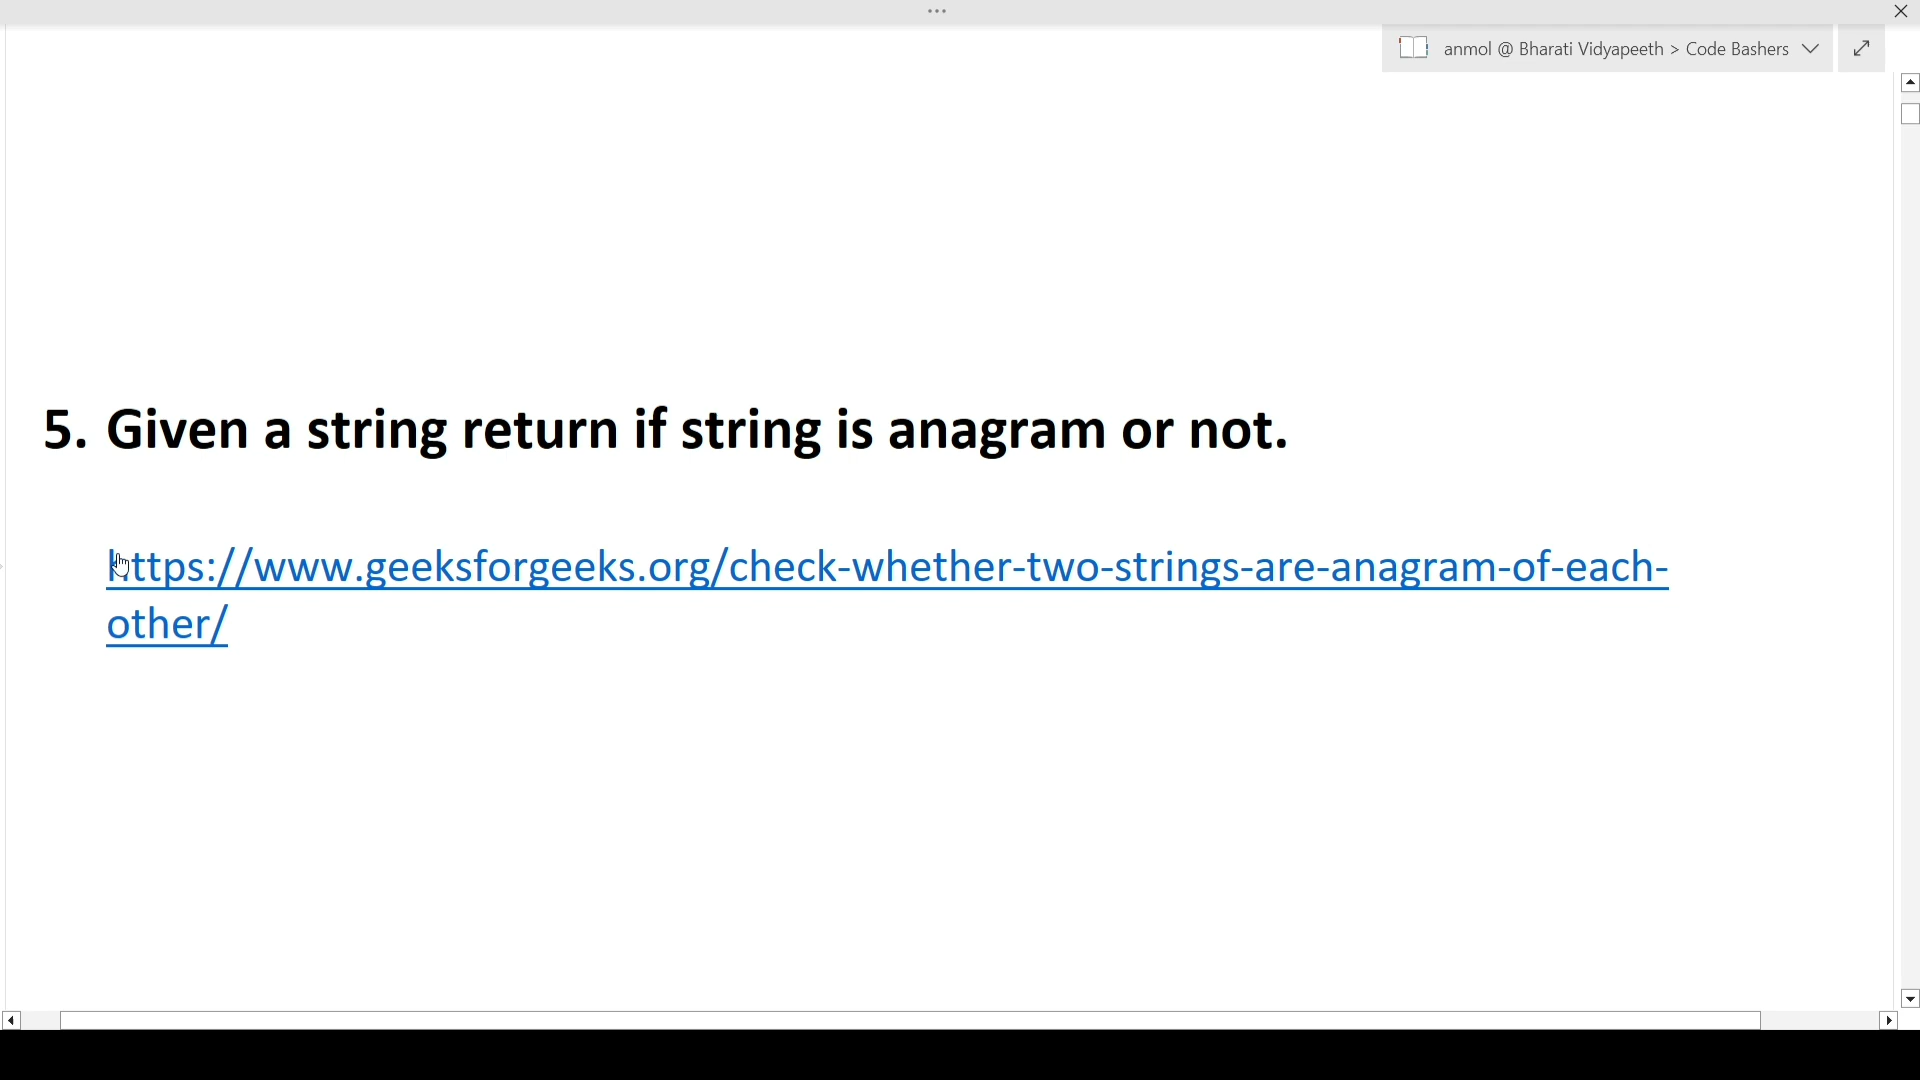 ...
anmol @ Bharati Vidyapeeth > Code Bashers
5. Given a string return if string is anagram or not.
https://www.geeksforgeeks.org/check-whether-two-strings-are-anagram-of-each-
other/